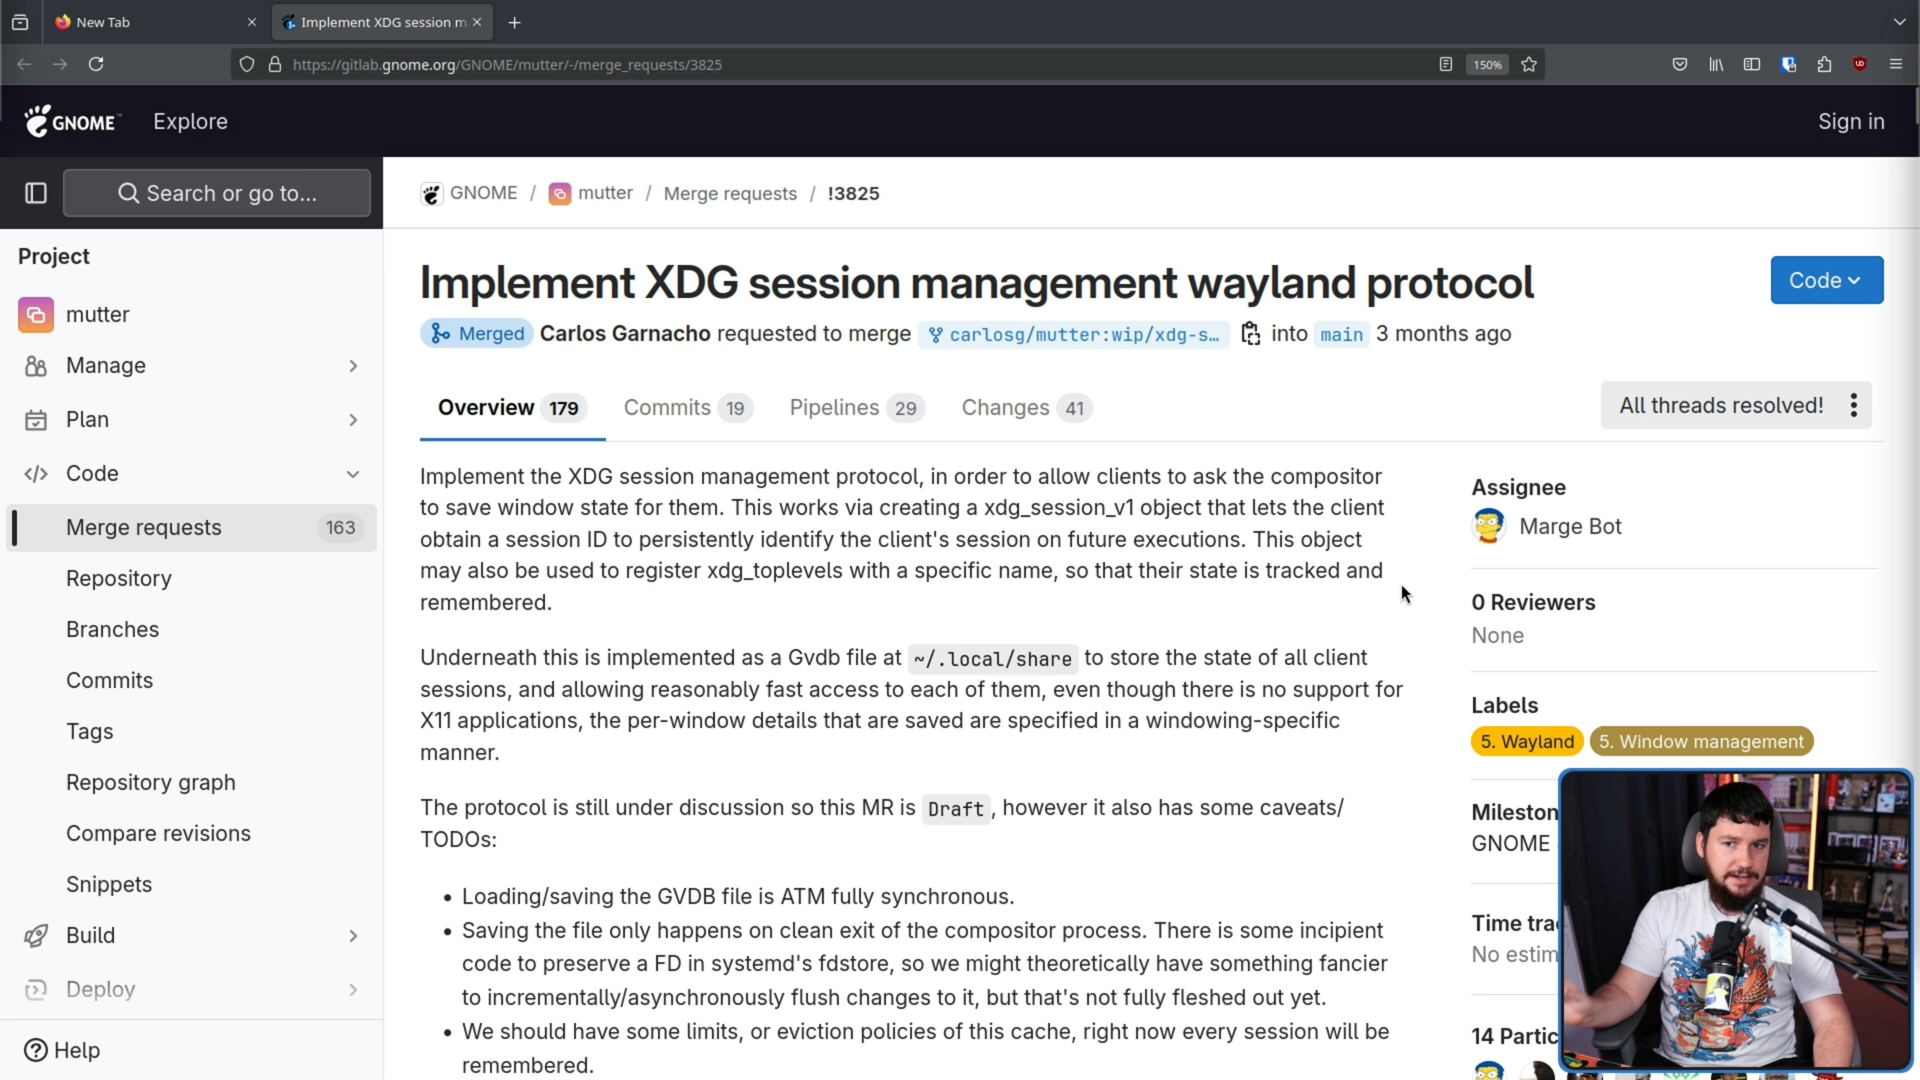 New Tab
Implement XDG session m
https://gitlab.gnome.org/GNOME/mutter/-/merge_requests/3825
150%
GNOME
Explore
Sign in
Search or go to...
GNOME / mutter / Merge requests / !3825
Project
mutter
Manage
Plan
Code
Merge requests 163
Repository
Branches
Commits
Tags
Repository graph
Compare revisions
Snippets
Build
Deploy
Help
Implement XDG session management wayland protocol
Code
Merged Carlos Garnacho requested to merge carlosg/mutter:wip/xdg-s… into main 3 months ago
Overview 179 Commits 19 Pipelines 29 Changes 41
All threads resolved!
Implement the XDG session management protocol, in order to allow clients to ask the compositor
to save window state for them. This works via creating a xdg_session_v1 object that lets the client
obtain a session ID to persistently identify the client's session on future executions. This object
may also be used to register xdg_toplevels with a specific name, so that their state is tracked and
remembered.
Underneath this is implemented as a Gvdb file at ~/.local/share to store the state of all client
sessions, and allowing reasonably fast access to each of them, even though there is no support for
X11 applications, the per-window details that are saved are specified in a windowing-specific
manner.
The protocol is still under discussion so this MR is Draft, however it also has some caveats/
TODOs:
• Loading/saving the GVDB file is ATM fully synchronous.
• Saving the file only happens on clean exit of the compositor process. There is some incipient
code to preserve a FD in systemd's fdstore, so we might theoretically have something fancier
to incrementally/asynchronously flush changes to it, but that's not fully fleshed out yet.
• We should have some limits, or eviction policies of this cache, right now every session will be
remembered.
Assignee
Marge Bot
0 Reviewers
None
Labels
5. Wayland 5. Window management
Mileston
GNOME
Time tra
No estim
14 Partic